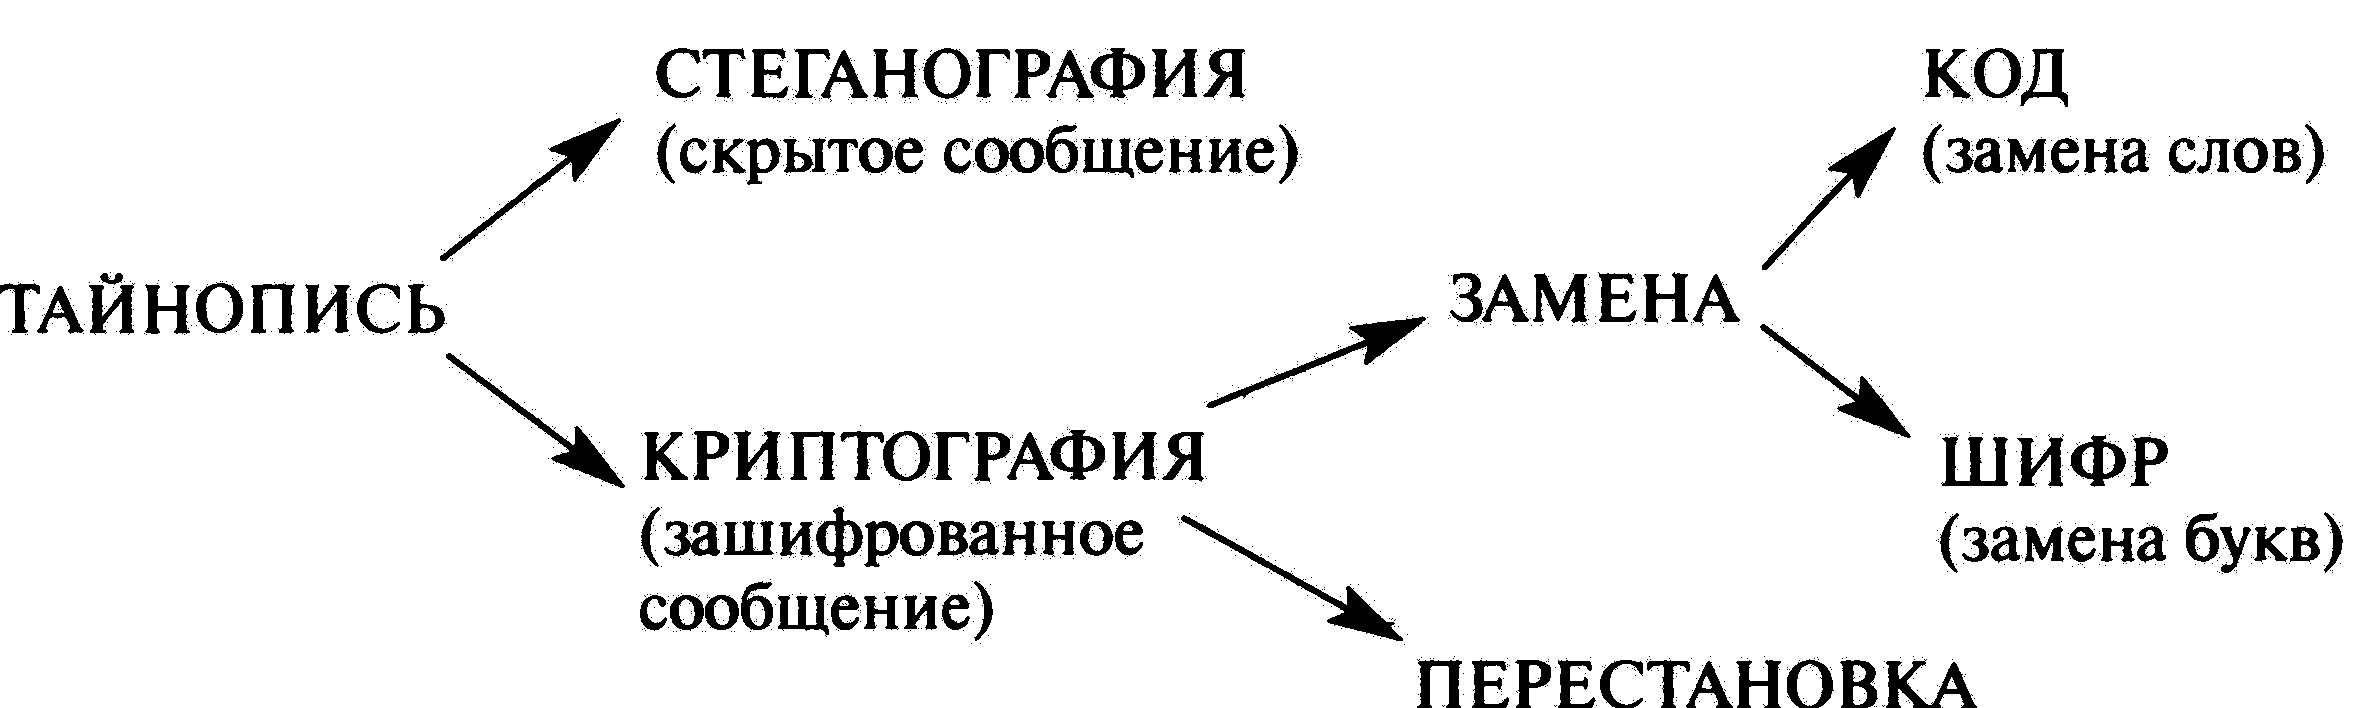 СТЕГАНОГРАФИЯ
(скрытое сообщение)
КОД
(замена слов)
ТАЙНОПИСЬ
ЗАМЕНА
КРИПТОГРАФИЯ
(зашифрованное
сообщение)
ШИФР
(замена букв)
ПЕРЕСТАНОВКА